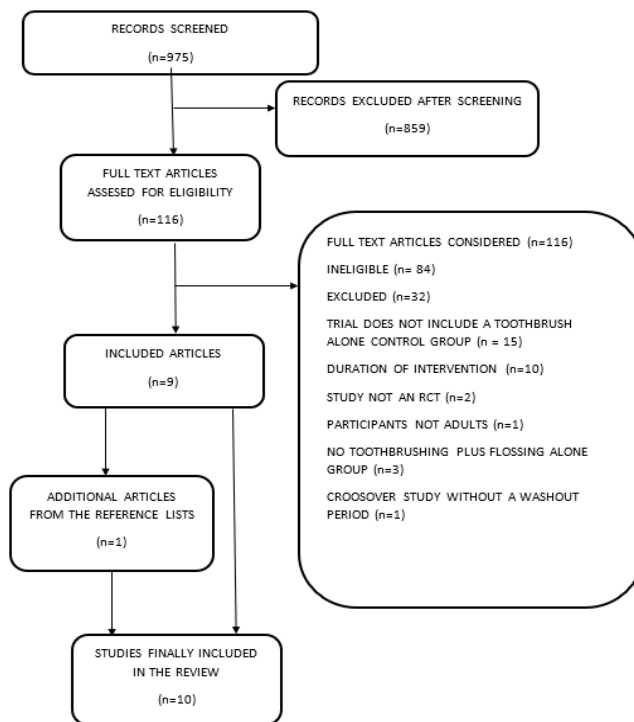 RECORDS SCREENED
(n=975)
RECORDS EXCLUDED AFTER SCREENING
(n=859)
FULL TEXT ARTICLES
ASSESED FOR ELIGIBILITY
(n=116)
FULL TEXT ARTICLES CONSIDERED (n=116)
INELIGIBLE (n= 84)
EXCLUDED (n=32)
TRIAL DOES NOT INCLUDE A TOOTHBRUSH
ALONE CONTROL GROUP (n = 15)
DURATION OF INTERVENTION (n=10)
STUDY NOT AN RCT (n=2)
PARTICIPANTS NOT ADULTS (n=1)
NO TOOTHBRUSHING PLUS FLOSSING ALONE
GROUP (n=3)
CROOSOVER STUDY WITHOUT A WASHOUT
PERIOD (n=1)
INCLUDED ARTICLES
(n=9)
ADDITIONAL ARTICLES
FROM THE REFERENCE LISTS
(n=1)
STUDIES FINALLY INCLUDED
IN THE REVIEW
(n=10)